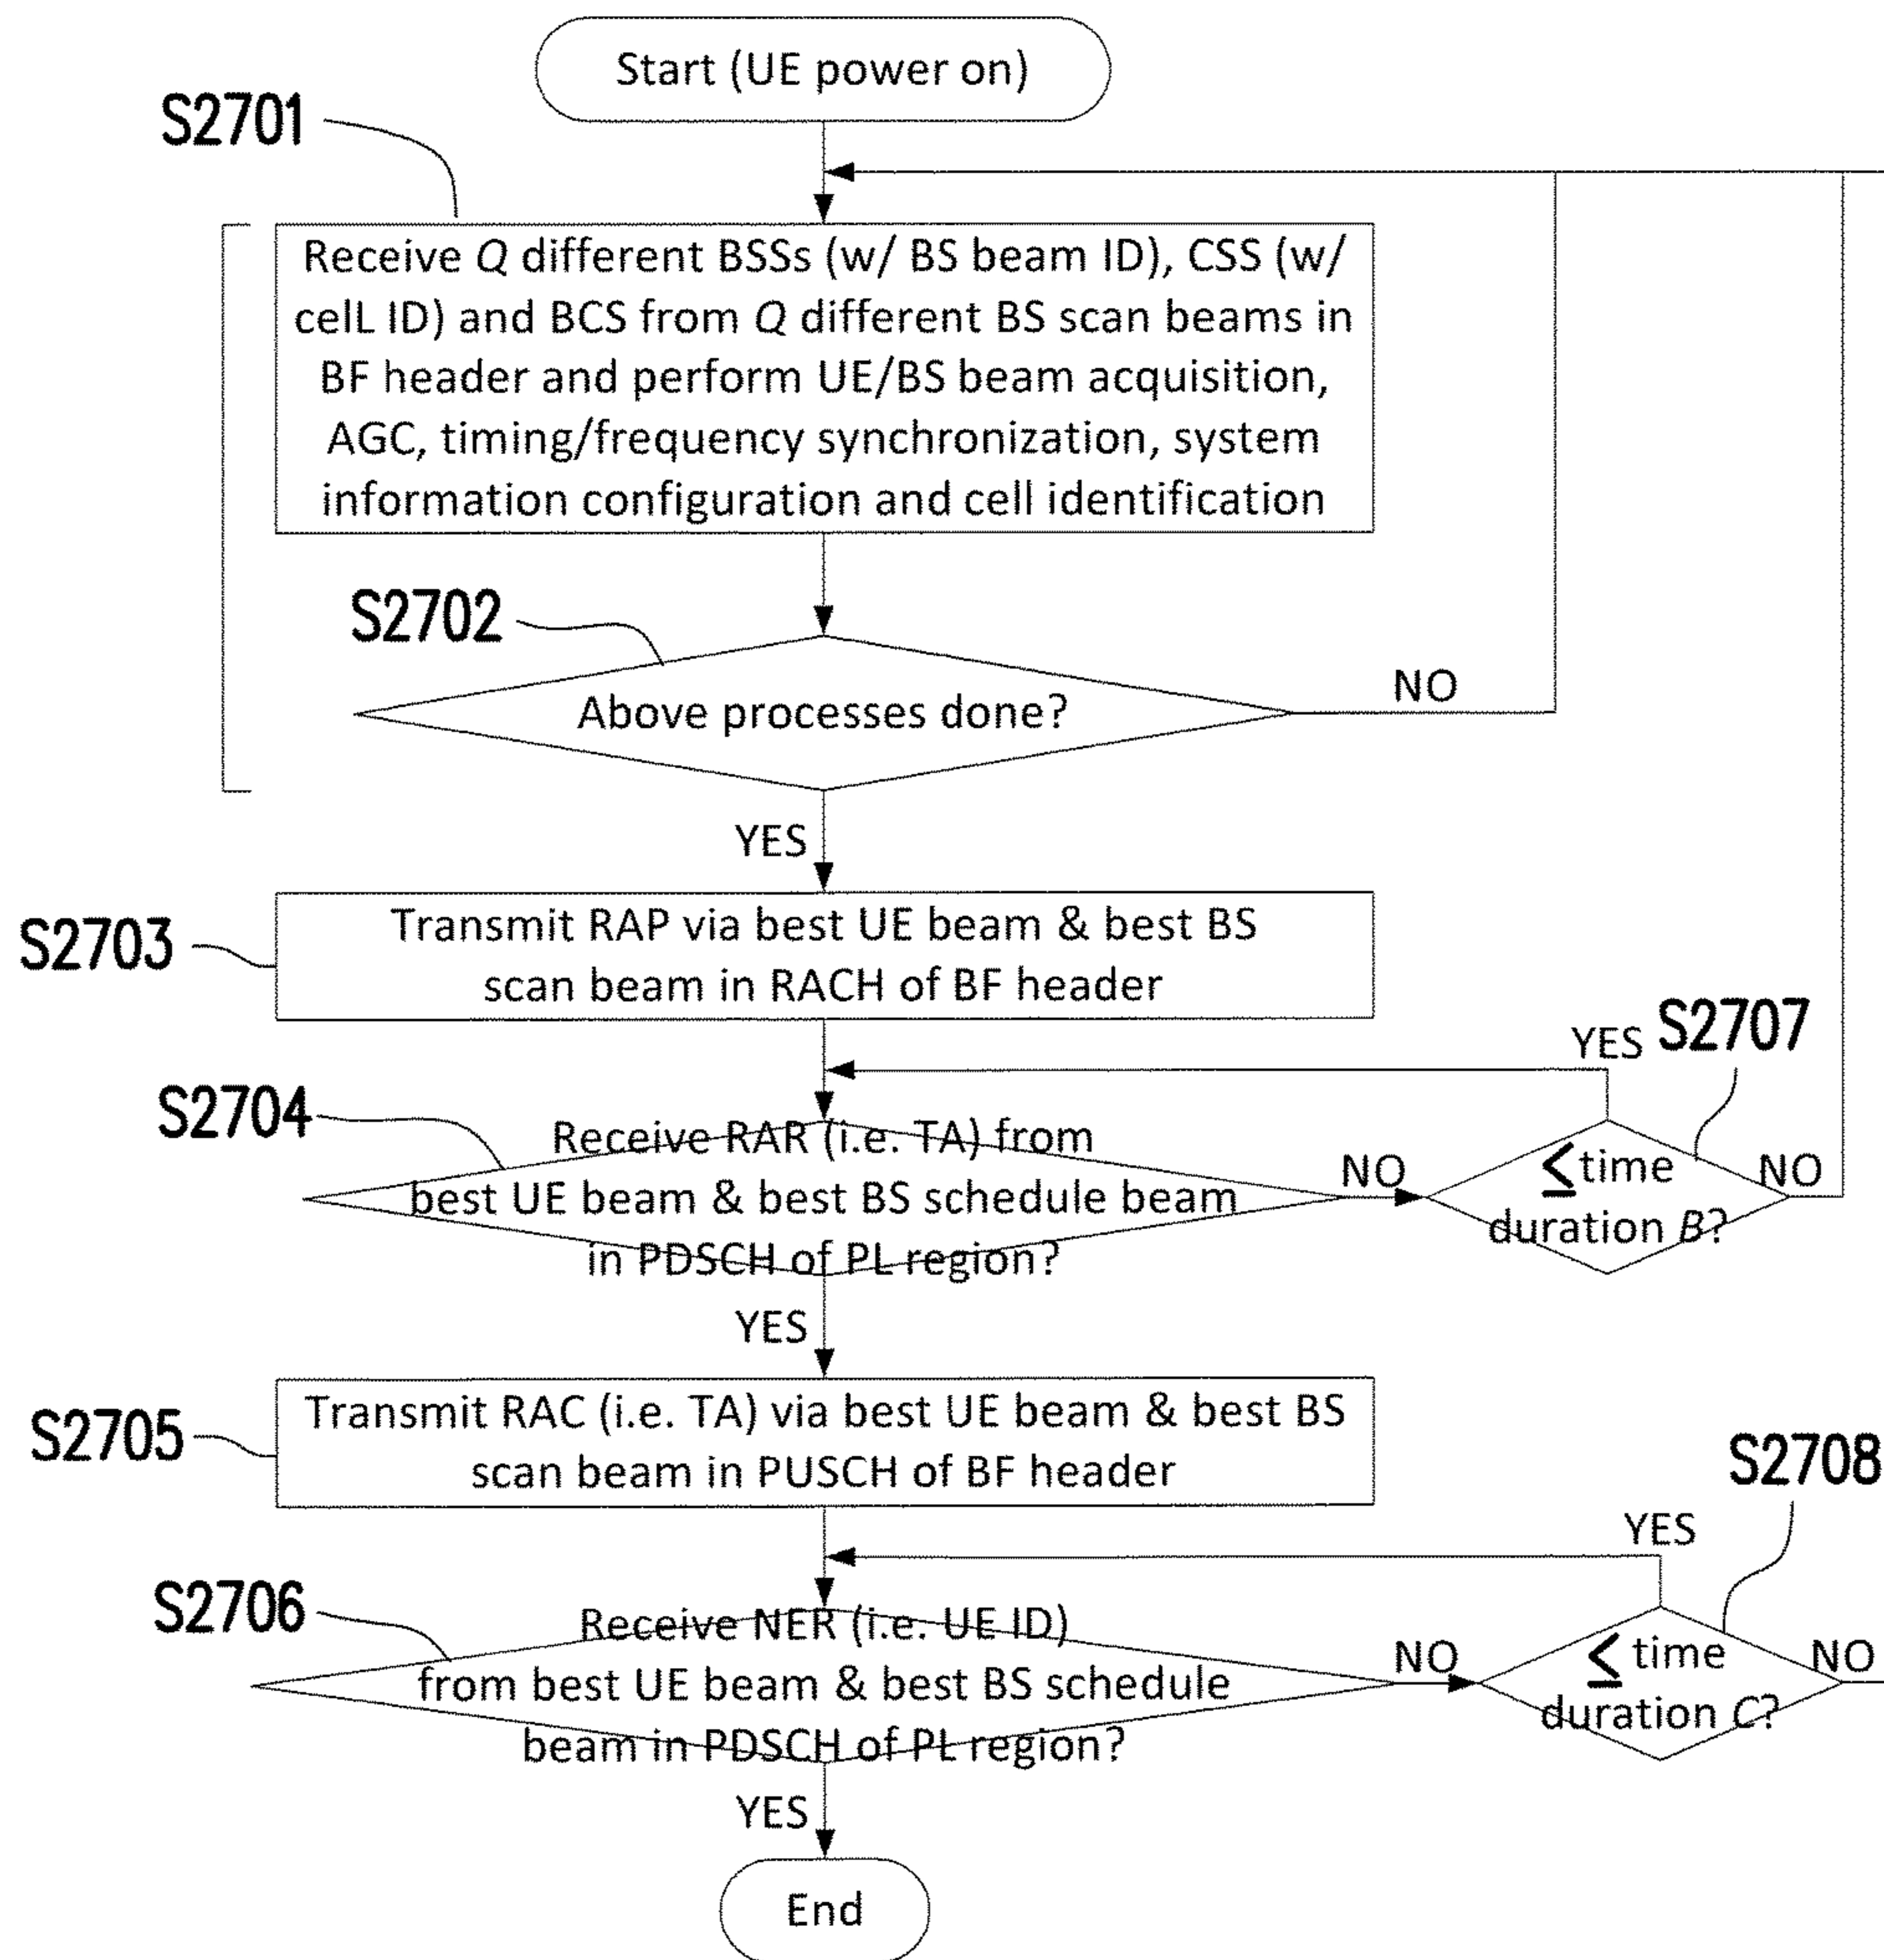 Start (UE power on)
S2701
Receive Q different BSSs (w/ BS beam ID), CSS (w/
celL ID) and BCS from Q different BS scan beams in
BF header and perform UE/BS beam acquisition,
AGC, timing/frequency synchronization, system
information configuration and cell identification
S2702
Above processes done?
NO
YES
S2703
Transmit RAP via best UE beam & best BS
scan beam in RACH of BF header
S2704
Receive RAR (i.e. TA) from
best UE beam & best BS schedule beam
in PDSCH of PL region?
NO
YES
S2707
≤time
duration B?
NO
YES
S2705
Transmit RAC (i.e. TA) via best UE beam & best BS
scan beam in PUSCH of BF header
S2706
Receive NER (i.e. UE ID)
from best UE beam & best BS schedule
beam in PDSCH of PL region?
NO
YES
S2708
≤ time
duration C?
NO
YES
End